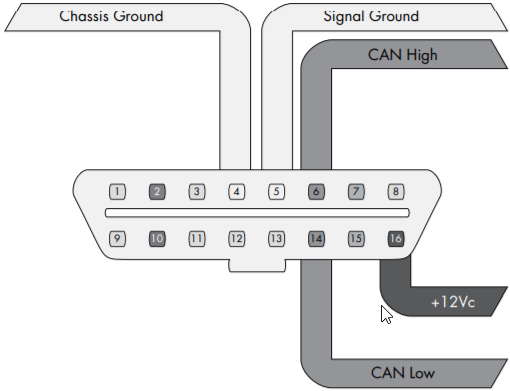 Chassis Ground
Signal Ground
CAN High
1 2 3 4 5 6 7 8
9 10 11 12 13 14 15 16
+12Vc
CAN Low